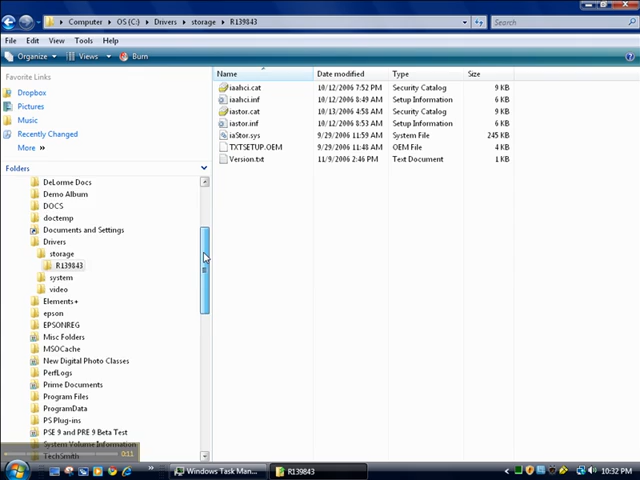 Computer ▸ OS (C:) ▸ Drivers ▸ storage ▸ R139843
Search
File Edit View Tools Help
Organize Views Burn
Favorite Links
Dropbox
Pictures
Music
Recently Changed
More »
Folders
DeLorme Docs
Demo Album
DOCS
doctemp
Documents and Settings
Drivers
storage
R139843
system
video
Elements+
epson
EPSONREG
Misc Folders
MSOCache
New Digital Photo Classes
PerfLogs
Prime Documents
Program Files
ProgramData
PS Plug-ins
PSE 9 and PRE 9 Beta Test
System Volume Information
TechSmith
Name Date modified Type Size
iaahci.cat 10/12/2006 7:52 PM Security Catalog 9 KB
iaahci.inf 10/12/2006 8:49 AM Setup Information 6 KB
iastor.cat 10/13/2006 4:58 AM Security Catalog 9 KB
iastor.inf 10/12/2006 8:53 AM Setup Information 6 KB
iaStor.sys 9/29/2006 11:59 AM System File 245 KB
TXTSETUP.OEM 9/29/2006 11:48 AM OEM File 4 KB
Version.txt 11/9/2006 2:46 PM Text Document 1 KB
0:11
Windows Task Man... R139843 10:32 PM